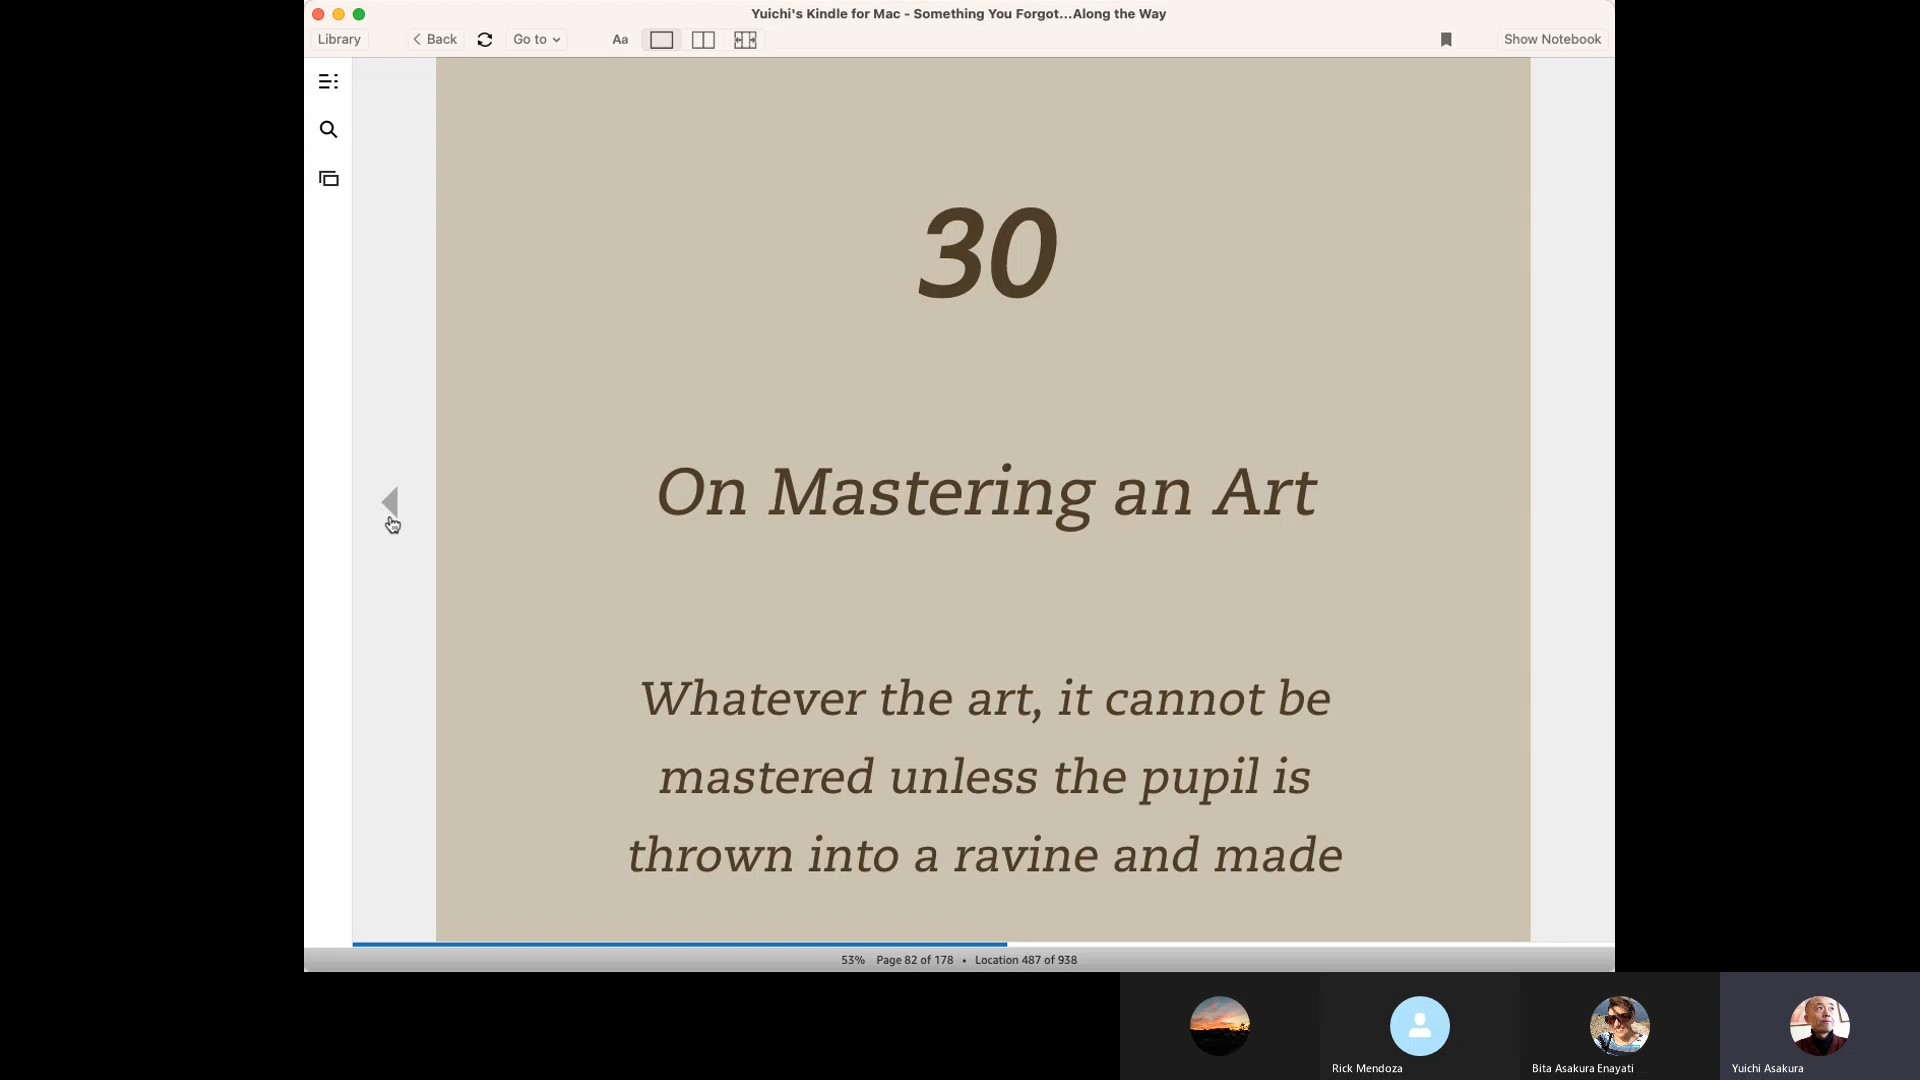 Yuichi's Kindle for Mac - Something You Forgot...Along the Way
Library
Back
Go to
Aa
Show Notebook
30
On Mastering an Art
Whatever the art, it cannot be
mastered unless the pupil is
thrown into a ravine and made
53% Page 82 of 178 • Location 487 of 938
Rick Mendoza
Bita Asakura Enayati
Yuichi Asakura